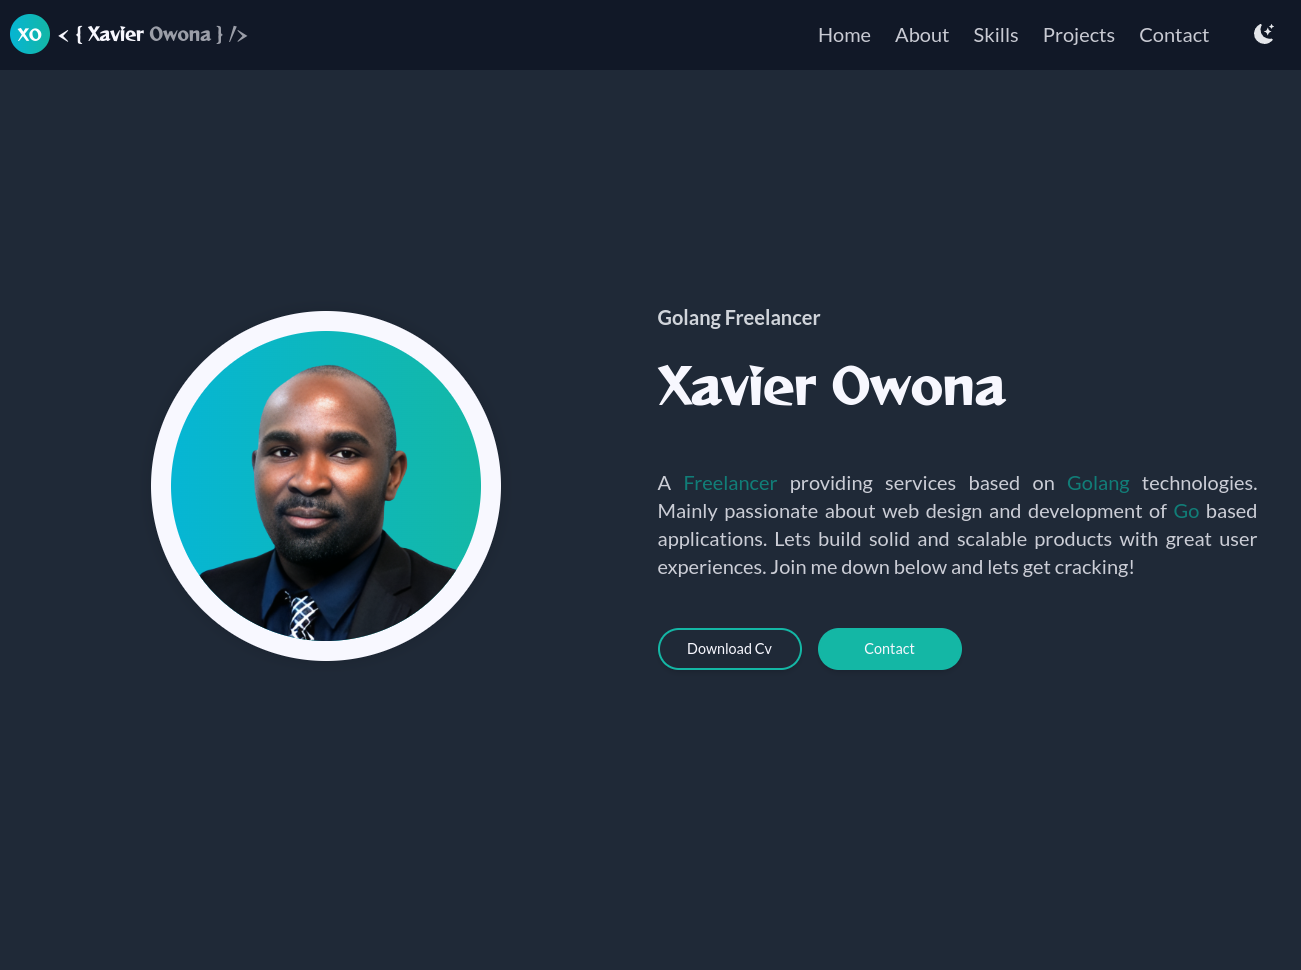 XO < { Xavier Owona } /> Home About Skills Projects Contact
Golang Freelancer
Xavier Owona
A Freelancer providing services based on Golang technologies.
Mainly passionate about web design and development of Go based
applications. Lets build solid and scalable products with great user
experiences. Join me down below and lets get cracking!
Download Cv Contact